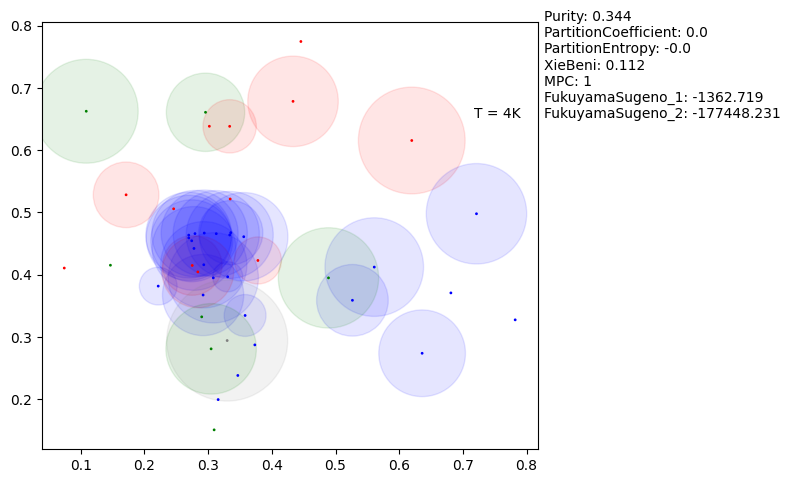 Purity: 0.344
PartitionCoefficient: 0.0
PartitionEntropy: -0.0
XieBeni: 0.112
MPC: 1
FukuyamaSugeno_1: -1362.719
FukuyamaSugeno_2: -177448.231
T = 4K
0.8
0.7
0.6
0.5
0.4
0.3
0.2
0.1 0.2 0.3 0.4 0.5 0.6 0.7 0.8